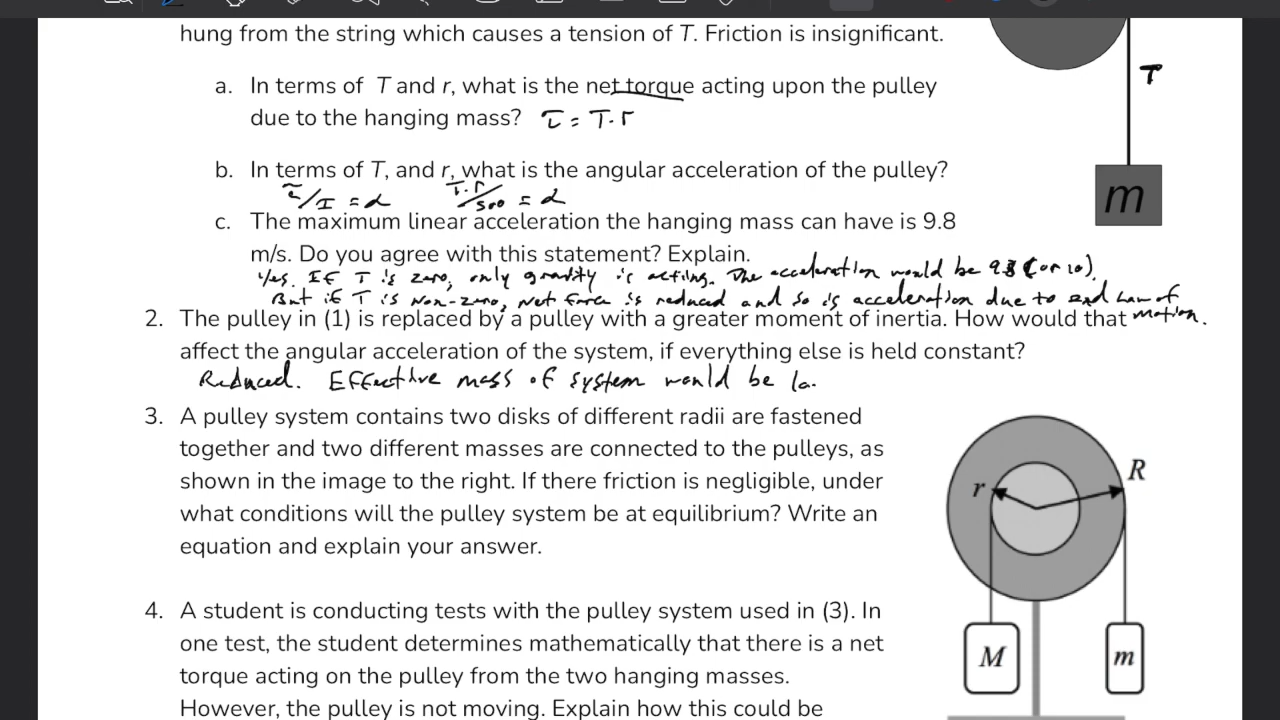 hung from the string which causes a tension of T. Friction is insignificant.
T
a. In terms of T and r, what is the net torque acting upon the pulley
due to the hanging mass? τ = T·r
b. In terms of T, and r, what is the angular acceleration of the pulley?
τ/I = α T·r/500 = α
m
c. The maximum linear acceleration the hanging mass can have is 9.8
m/s. Do you agree with this statement? Explain.
Yes. If T is zero, only gravity is acting. The acceleration would be 9.8 (or 10).
But if T is non-zero, net force is reduced and so is acceleration due to 2nd Law of
motion.
2. The pulley in (1) is replaced by a pulley with a greater moment of inertia. How would that
affect the angular acceleration of the system, if everything else is held constant?
Reduced. Effective mass of system would be la
3. A pulley system contains two disks of different radii are fastened
together and two different masses are connected to the pulleys, as
shown in the image to the right. If there friction is negligible, under
what conditions will the pulley system be at equilibrium? Write an
equation and explain your answer.
r
R
M
m
4. A student is conducting tests with the pulley system used in (3). In
one test, the student determines mathematically that there is a net
torque acting on the pulley from the two hanging masses.
However, the pulley is not moving. Explain how this could be